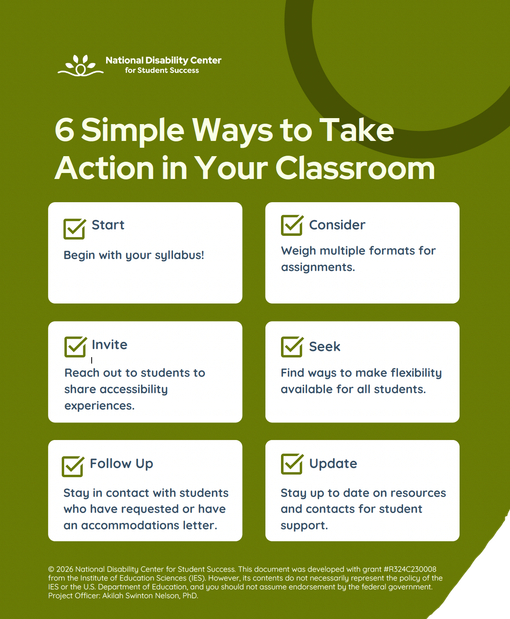 National Disability Center
for Student Success
6 Simple Ways to Take
Action in Your Classroom
Start
Begin with your syllabus!
Consider
Weigh multiple formats for
assignments.
Invite
Reach out to students to
share accessibility
experiences.
Seek
Find ways to make flexibility
available for all students.
Follow Up
Stay in contact with students
who have requested or have
an accommodations letter.
Update
Stay up to date on resources
and contacts for student
support.
© 2026 National Disability Center for Student Success. This document was developed with grant #R324C230008
from the Institute of Education Sciences (IES). However, its contents do not necessarily represent the policy of the
IES or the U.S. Department of Education, and you should not assume endorsement by the federal government.
Project Officer: Akilah Swinton Nelson, PhD.